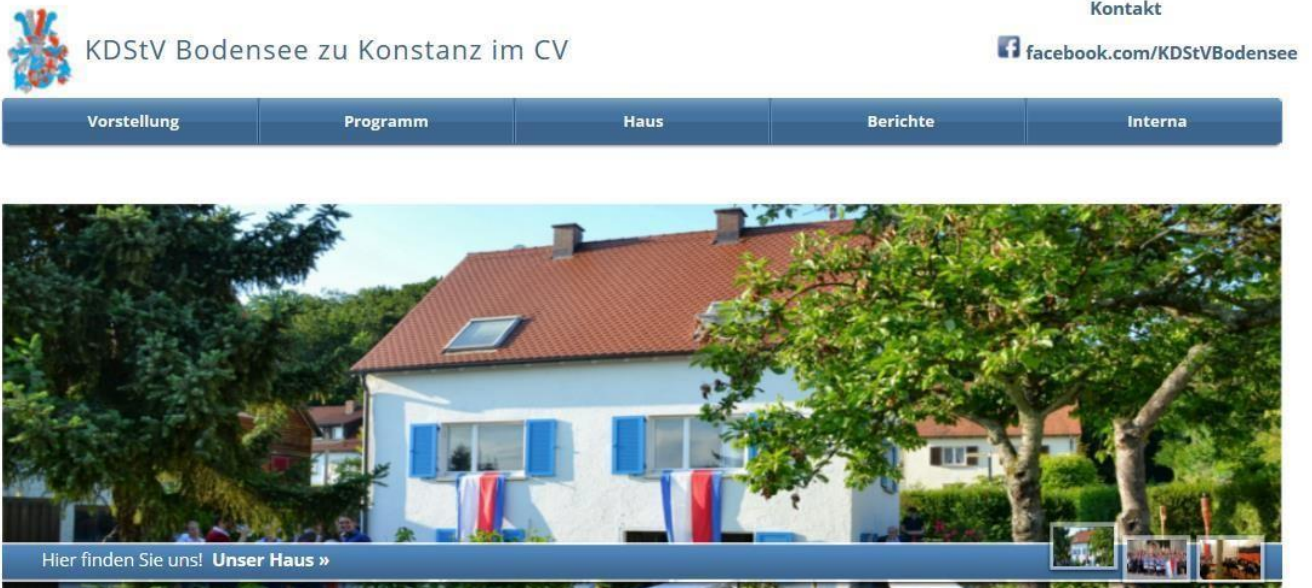 Kontakt
KDStV Bodensee zu Konstanz im CV
facebook.com/KDStVBodensee
Vorstellung Programm Haus Berichte Interna
Hier finden Sie uns! Unser Haus »